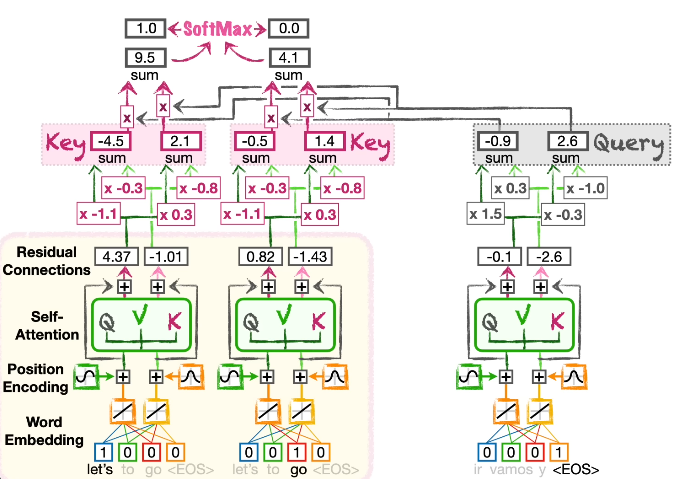 1.0 SoftMax 0.0
9.5 4.1
sum sum
x x x x
Key -4.5 2.1 -0.5 1.4 Key -0.9 2.6 Query
sum sum sum sum sum sum
x -0.3 x -0.8 x -0.3 x -0.8 x 0.3 x -1.0
x -1.1 x 0.3 x -1.1 x 0.3 x 1.5 x -0.3
Residual
Connections
4.37 -1.01 0.82 -1.43 -0.1 -2.6
+ + + + + +
Self-
Attention
Q V K Q V K Q V K
Position
Encoding
+ + + + + +
Word
Embedding
1 0 0 0 0 0 1 0 0 0 0 1
let's to go <EOS> let's to go <EOS> ir vamos y <EOS>